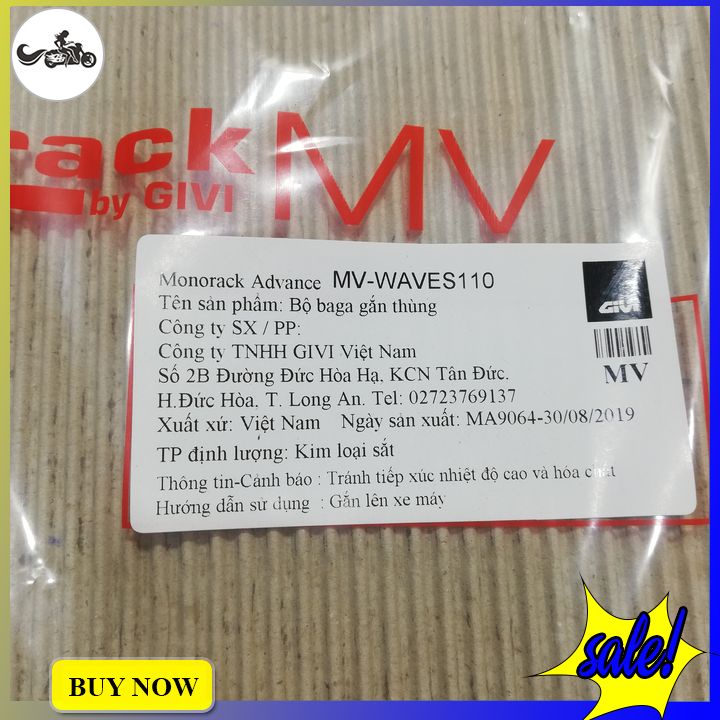 rack MV
by GIVI
Monorack Advance MV-WAVES110
Tên sản phẩm: Bộ baga gắn thùng
Công ty SX / PP:
Công ty TNHH GIVI Việt Nam
Số 2B Đường Đức Hòa Hạ, KCN Tân Đức.
H.Đức Hòa, T. Long An. Tel: 02723769137
Xuất xứ: Việt Nam Ngày sản xuất: MA9064-30/08/2019
TP định lượng: Kim loại sắt
Thông tin-Cảnh báo : Tránh tiếp xúc nhiệt độ cao và hóa chất
Hướng dẫn sử dụng : Gắn lên xe máy
GIVI
MV
BUY NOW
sale!